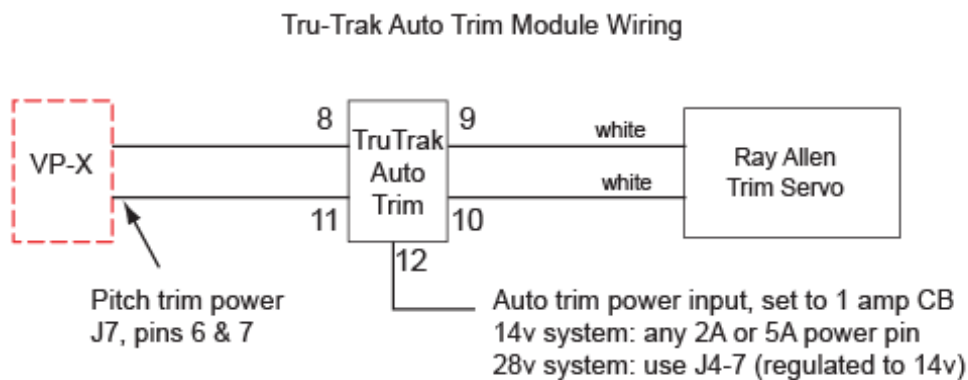 Tru-Trak Auto Trim Module Wiring
VP-X
8
11
TruTrak
Auto
Trim
9
10
12
white
white
Ray Allen
Trim Servo
Pitch trim power
J7, pins 6 & 7
Auto trim power input, set to 1 amp CB
14v system: any 2A or 5A power pin
28v system: use J4-7 (regulated to 14v)